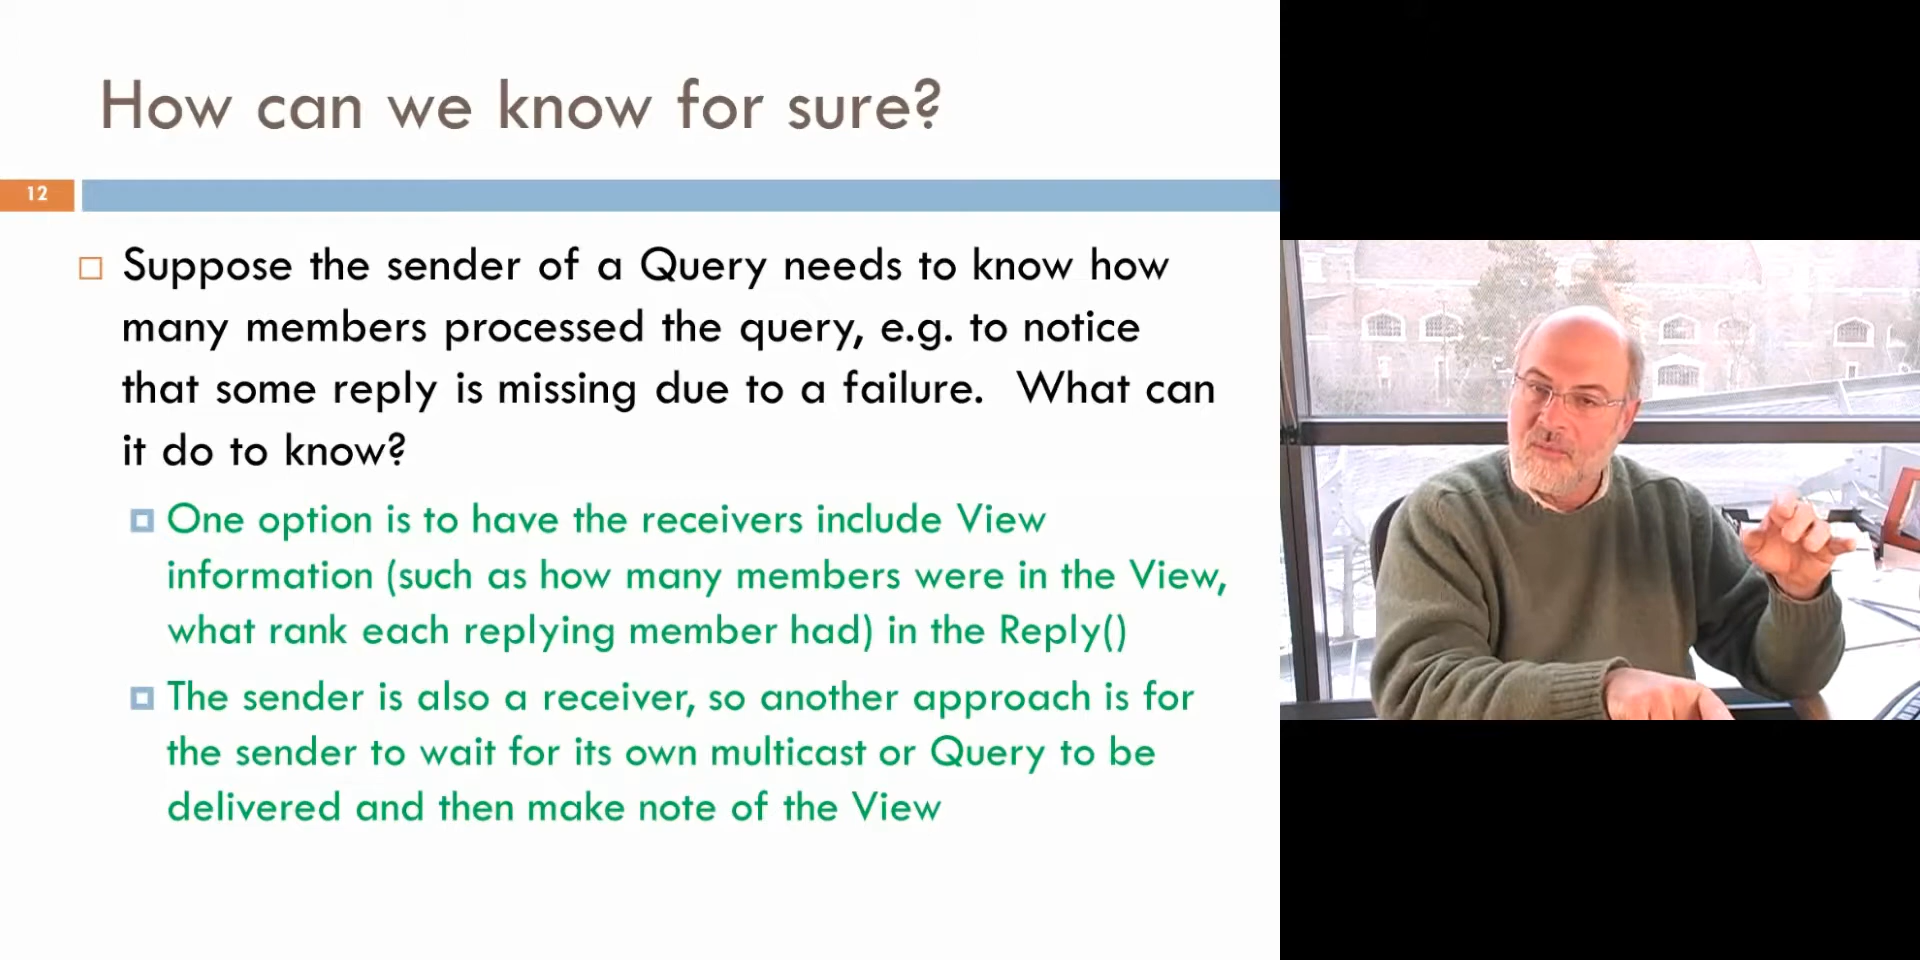 How can we know for sure?
12
Suppose the sender of a Query needs to know how
many members processed the query, e.g. to notice
that some reply is missing due to a failure.  What can
it do to know?
One option is to have the receivers include View
information (such as how many members were in the View,
what rank each replying member had) in the Reply()
The sender is also a receiver, so another approach is for
the sender to wait for its own multicast or Query to be
delivered and then make note of the View